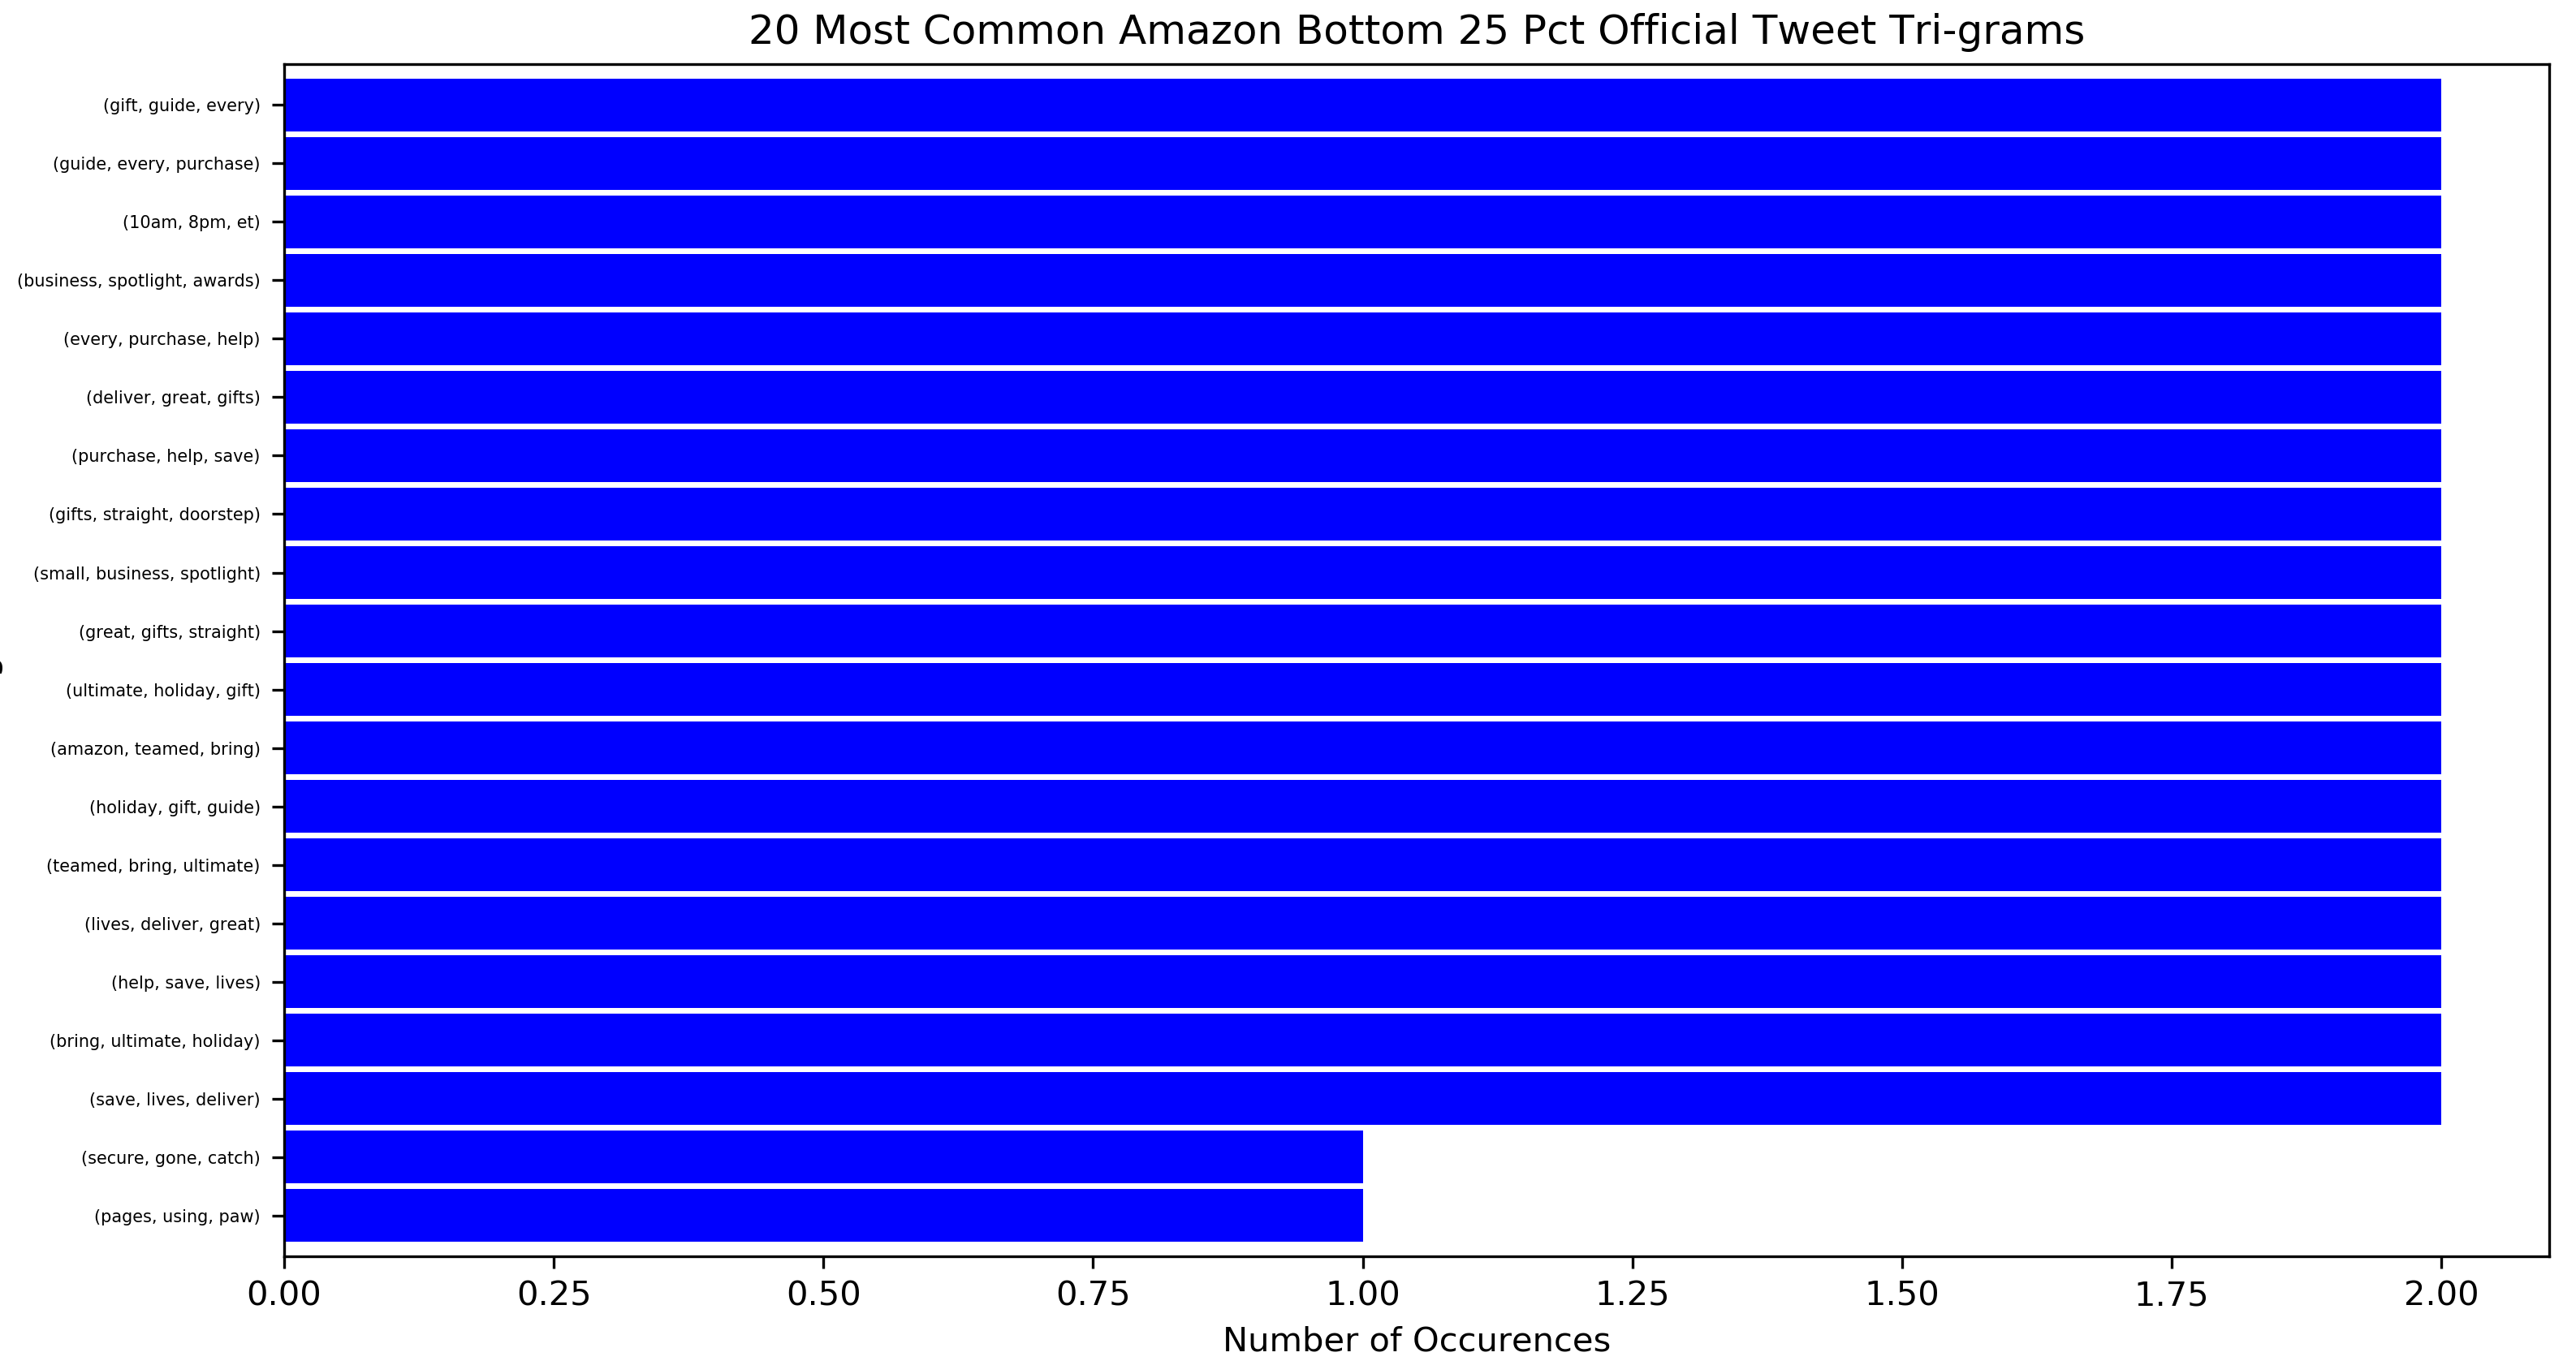 20 Most Common Amazon Bottom 25 Pct Official Tweet Tri-grams
(gift, guide, every)
(guide, every, purchase)
(10am, 8pm, et)
(business, spotlight, awards)
(every, purchase, help)
(deliver, great, gifts)
(purchase, help, save)
(gifts, straight, doorstep)
(small, business, spotlight)
(great, gifts, straight)
(ultimate, holiday, gift)
(amazon, teamed, bring)
(holiday, gift, guide)
(teamed, bring, ultimate)
(lives, deliver, great)
(help, save, lives)
(bring, ultimate, holiday)
(save, lives, deliver)
(secure, gone, catch)
(pages, using, paw)
0.00 0.25 0.50 0.75 1.00 1.25 1.50 1.75 2.00
Number of Occurences